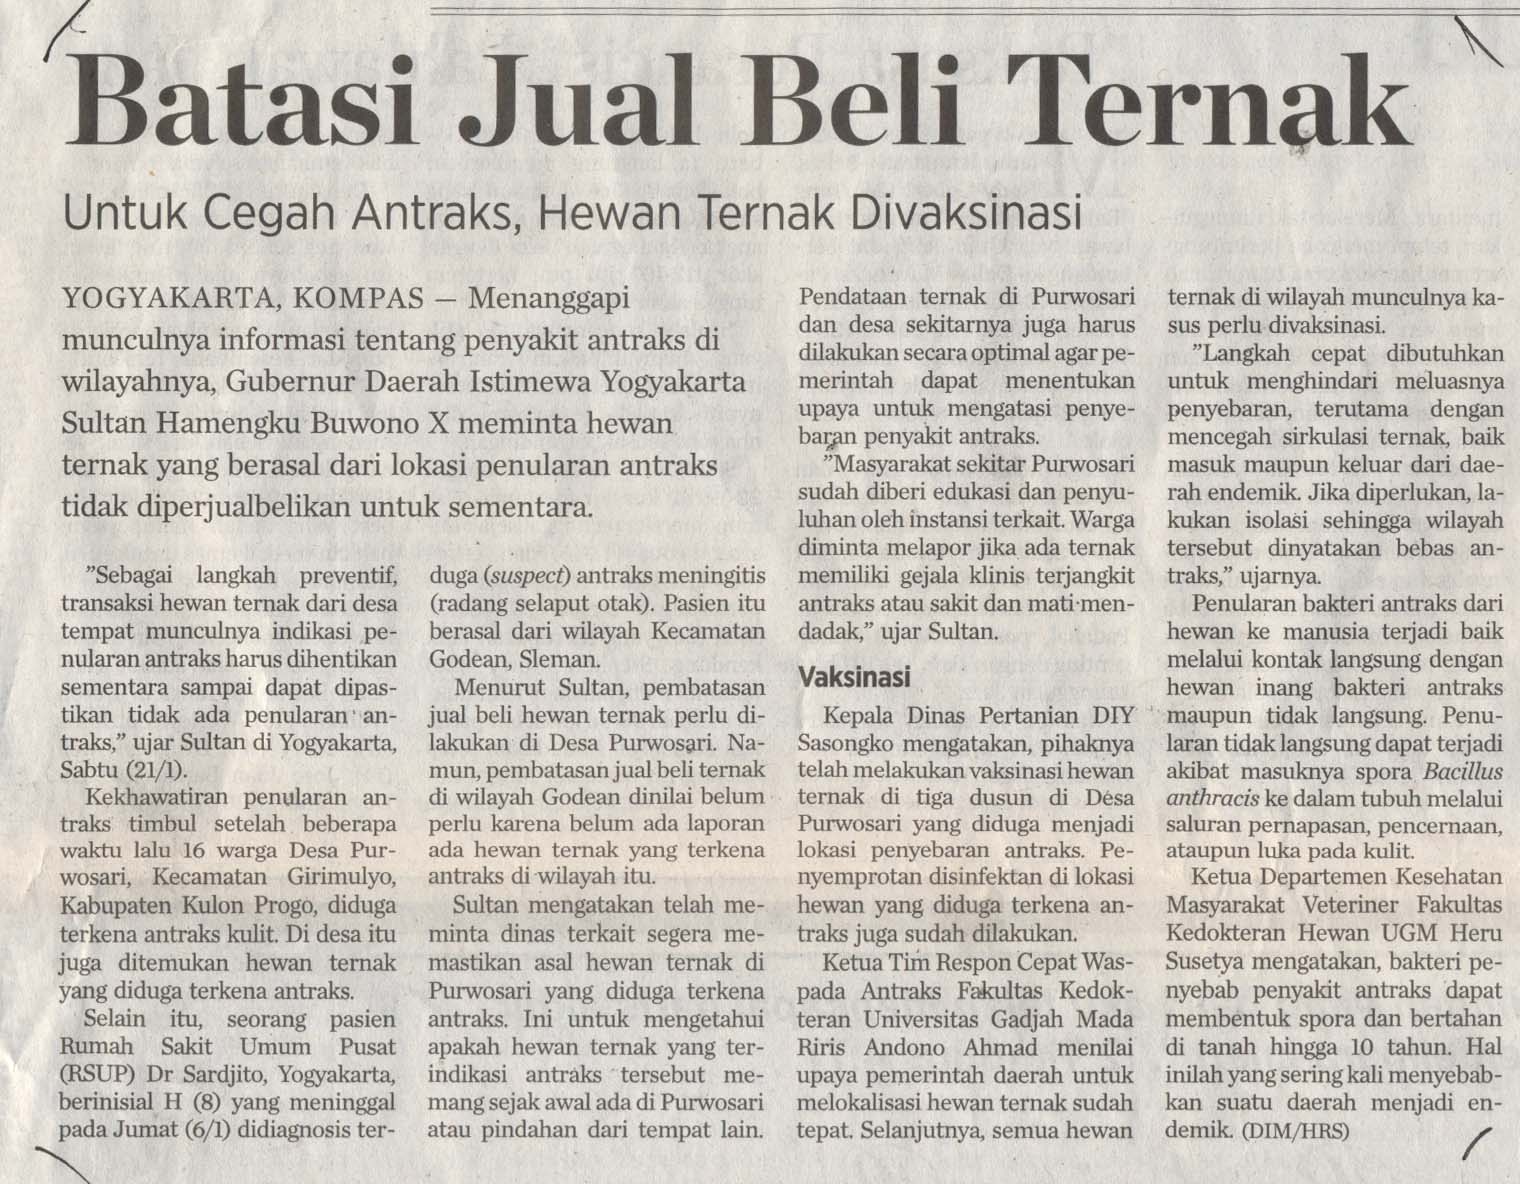 Batasi Jual Beli Ternak
Untuk Cegah Antraks, Hewan Ternak Divaksinasi
YOGYAKARTA, KOMPAS — Menanggapi
munculnya informasi tentang penyakit antraks di
wilayahnya, Gubernur Daerah Istimewa Yogyakarta
Sultan Hamengku Buwono X meminta hewan
ternak yang berasal dari lokasi penularan antraks
tidak diperjualbelikan untuk sementara.
"Sebagai langkah preventif,
transaksi hewan ternak dari desa
tempat munculnya indikasi pe-
nularan antraks harus dihentikan
sementara sampai dapat dipas-
tikan tidak ada penularan an-
traks," ujar Sultan di Yogyakarta,
Sabtu (21/1).
Kekhawatiran penularan an-
traks timbul setelah beberapa
waktu lalu 16 warga Desa Pur-
wosari, Kecamatan Girimulyo,
Kabupaten Kulon Progo, diduga
terkena antraks kulit. Di desa itu
juga ditemukan hewan ternak
yang diduga terkena antraks.
Selain itu, seorang pasien
Rumah Sakit Umum Pusat
(RSUP) Dr Sardjito, Yogyakarta,
berinisial H (8) yang meninggal
pada Jumat (6/1) didiagnosis ter-
duga (suspect) antraks meningitis
(radang selaput otak). Pasien itu
berasal dari wilayah Kecamatan
Godean, Sleman.
Menurut Sultan, pembatasan
jual beli hewan ternak perlu di-
lakukan di Desa Purwosari. Na-
mun, pembatasan jual beli ternak
di wilayah Godean dinilai belum
perlu karena belum ada laporan
ada hewan ternak yang terkena
antraks di wilayah itu.
Sultan mengatakan telah me-
minta dinas terkait segera me-
mastikan asal hewan ternak di
Purwosari yang diduga terkena
antraks. Ini untuk mengetahui
apakah hewan ternak yang ter-
indikasi antraks tersebut me-
mang sejak awal ada di Purwosari
atau pindahan dari tempat lain.
Pendataan ternak di Purwosari
dan desa sekitarnya juga harus
dilakukan secara optimal agar pe-
merintah dapat menentukan
upaya untuk mengatasi penye-
baran penyakit antraks.
"Masyarakat sekitar Purwosari
sudah diberi edukasi dan penyu-
luhan oleh instansi terkait. Warga
diminta melapor jika ada ternak
memiliki gejala klinis terjangkit
antraks atau sakit dan mati men-
dadak," ujar Sultan.
Vaksinasi
Kepala Dinas Pertanian DIY
Sasongko mengatakan, pihaknya
telah melakukan vaksinasi hewan
ternak di tiga dusun di Desa
Purwosari yang diduga menjadi
lokasi penyebaran antraks. Pe-
nyemprotan disinfektan di lokasi
hewan yang diduga terkena an-
traks juga sudah dilakukan.
Ketua Tim Respon Cepat Was-
pada Antraks Fakultas Kedok-
teran Universitas Gadjah Mada
Riris Andono Ahmad menilai
upaya pemerintah daerah untuk
melokalisasi hewan ternak sudah
tepat. Selanjutnya, semua hewan
ternak di wilayah munculnya ka-
sus perlu divaksinasi.
"Langkah cepat dibutuhkan
untuk menghindari meluasnya
penyebaran, terutama dengan
mencegah sirkulasi ternak, baik
masuk maupun keluar dari dae-
rah endemik. Jika diperlukan, la-
kukan isolasi sehingga wilayah
tersebut dinyatakan bebas an-
traks," ujarnya.
Penularan bakteri antraks dari
hewan ke manusia terjadi baik
melalui kontak langsung dengan
hewan inang bakteri antraks
maupun tidak langsung. Penu-
laran tidak langsung dapat terjadi
akibat masuknya spora Bacillus
anthracis ke dalam tubuh melalui
saluran pernapasan, pencernaan,
ataupun luka pada kulit.
Ketua Departemen Kesehatan
Masyarakat Veteriner Fakultas
Kedokteran Hewan UGM Heru
Susetya mengatakan, bakteri pe-
nyebab penyakit antraks dapat
membentuk spora dan bertahan
di tanah hingga 10 tahun. Hal
inilah yang sering kali menyebab-
kan suatu daerah menjadi en-
demik. (DIM/HRS)